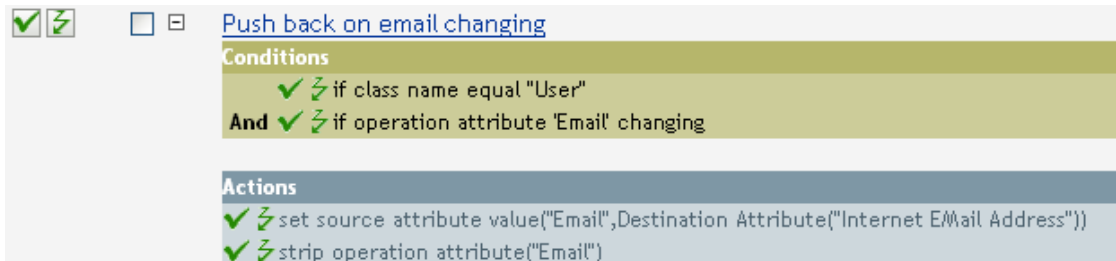 Push back on email changing
Conditions
if class name equal "User"
And if operation attribute 'Email' changing
Actions
set source attribute value("Email",Destination Attribute("Internet EMail Address"))
strip operation attribute("Email")